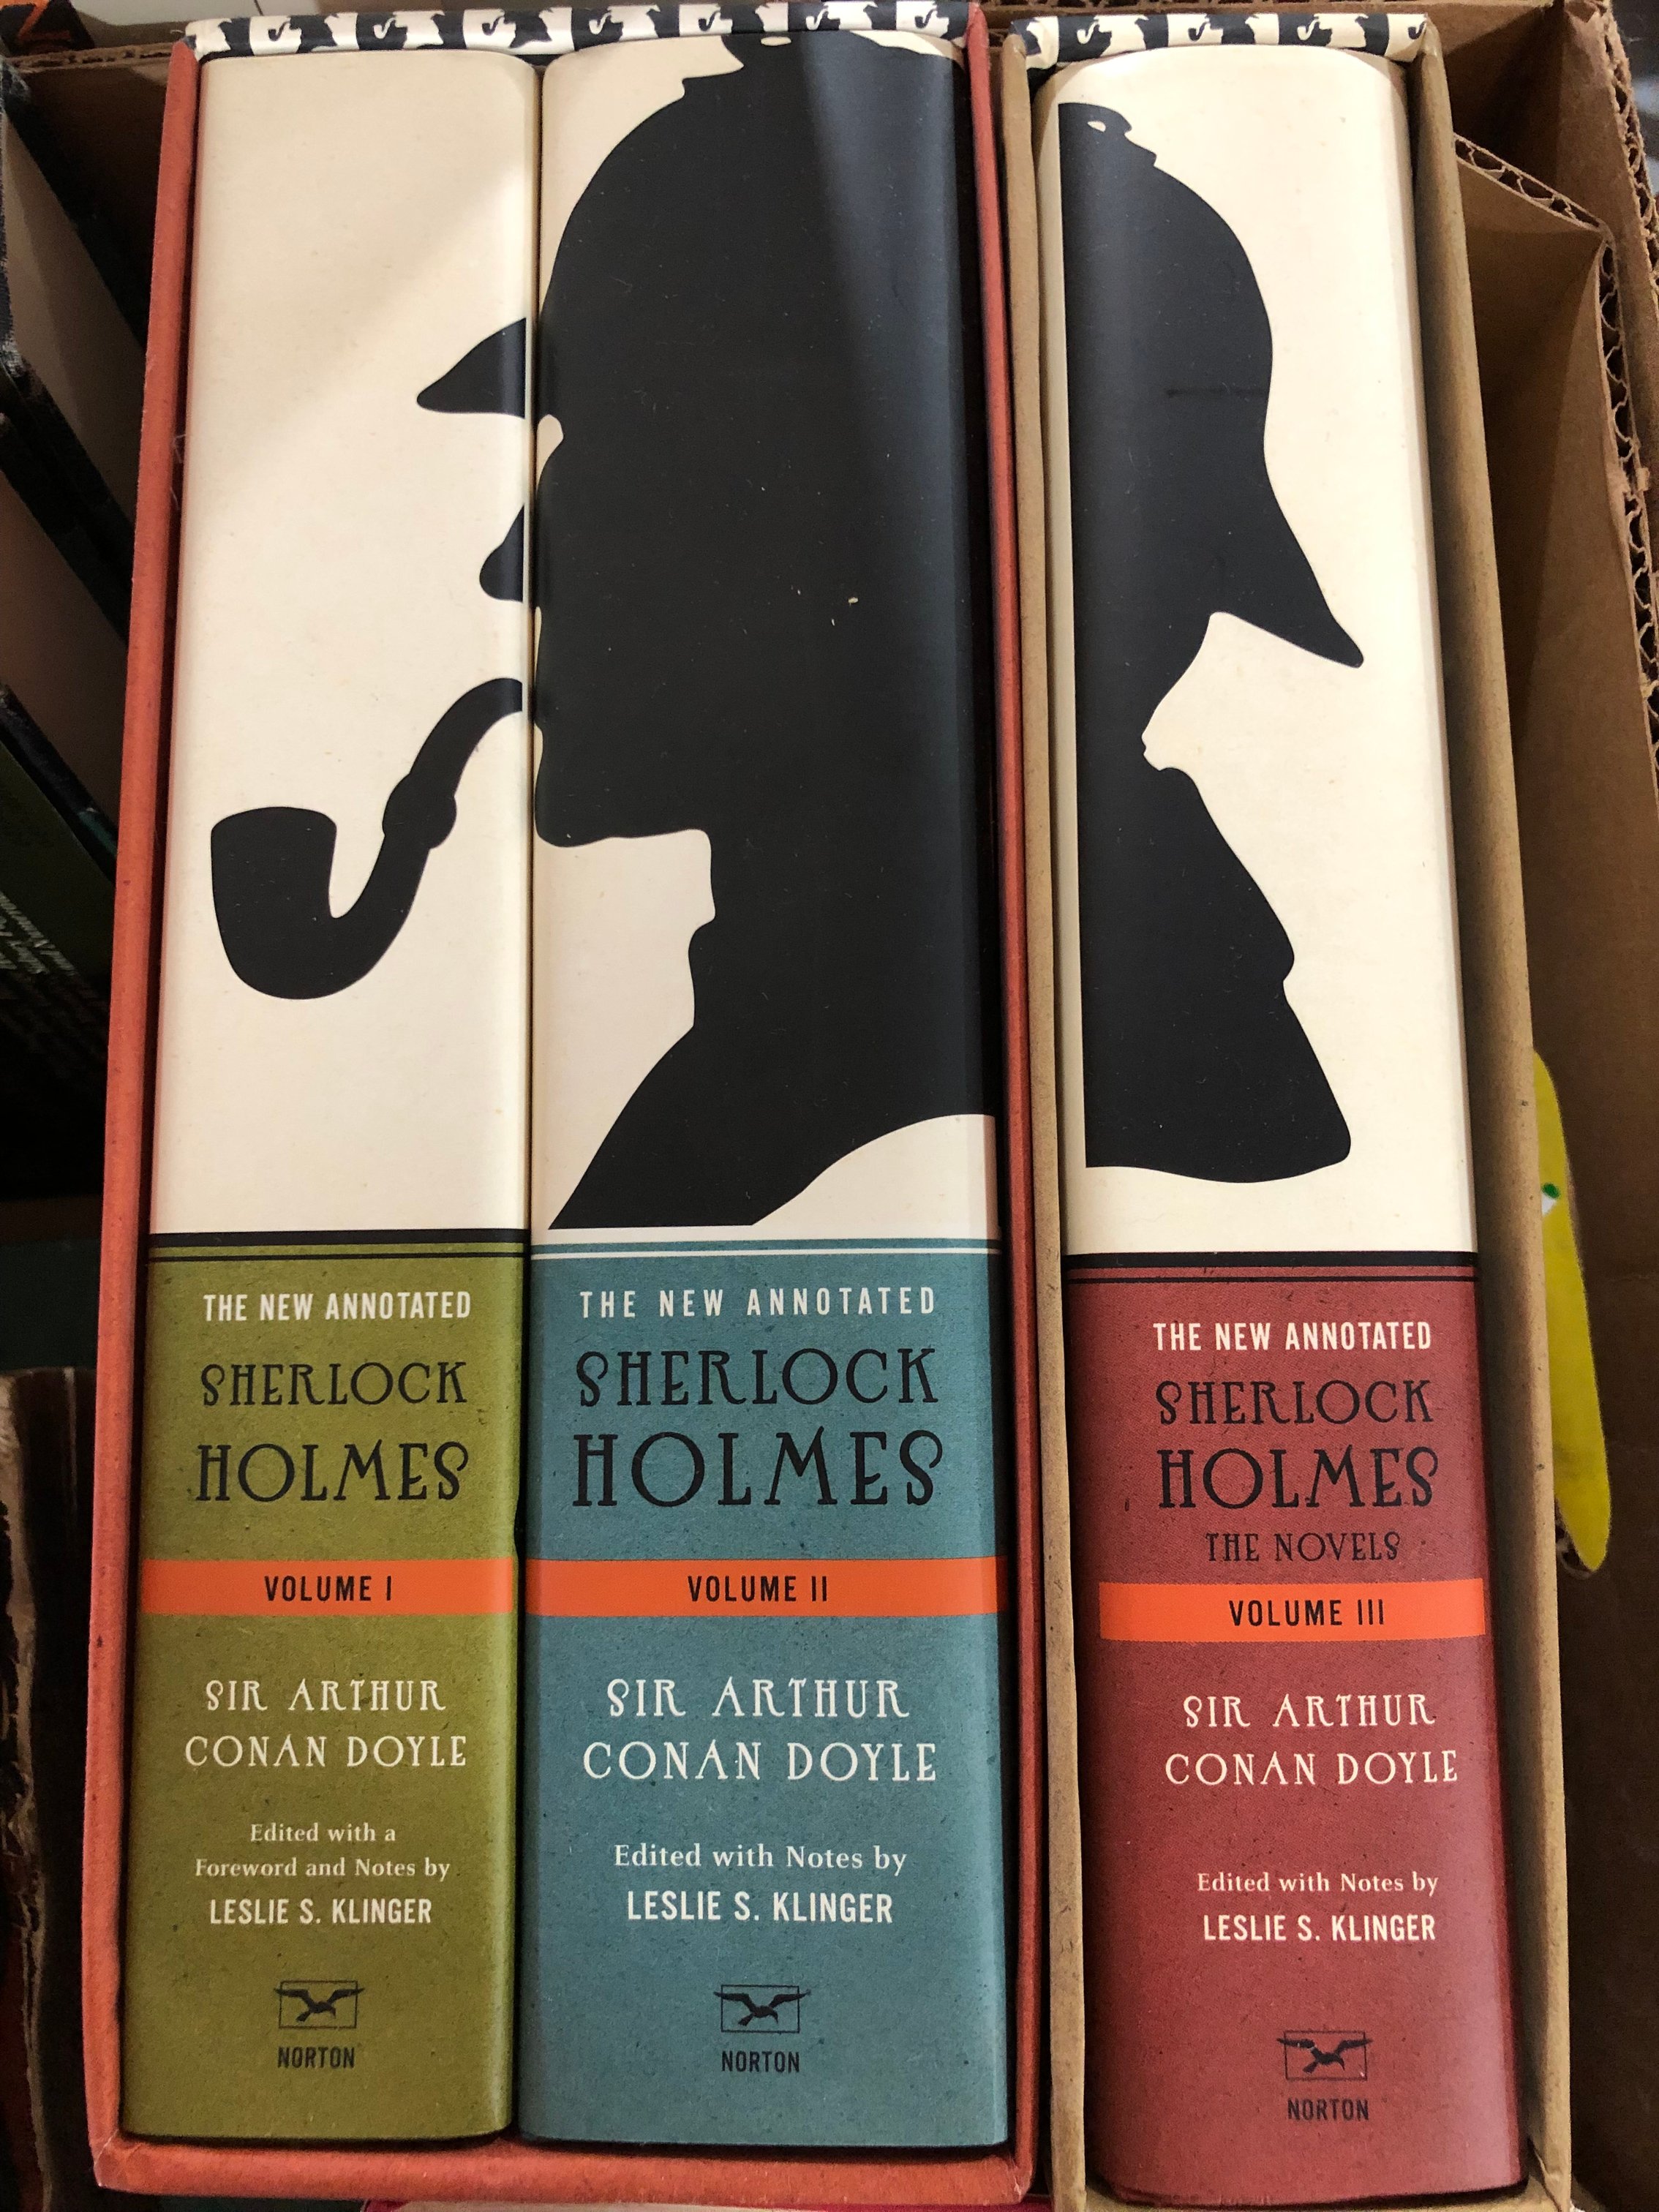 THE NEW ANNOTATED
SHERLOCK
HOLMES
VOLUME I
SIR ARTHUR
CONAN DOYLE
Edited with a
Foreword and Notes by
LESLIE S. KLINGER
NORTON
THE NEW ANNOTATED
SHERLOCK
HOLMES
VOLUME II
SIR ARTHUR
CONAN DOYLE
Edited with Notes by
LESLIE S. KLINGER
NORTON
THE NEW ANNOTATED
SHERLOCK
HOLMES
THE NOVELS
VOLUME III
SIR ARTHUR
CONAN DOYLE
Edited with Notes by
LESLIE S. KLINGER
NORTON